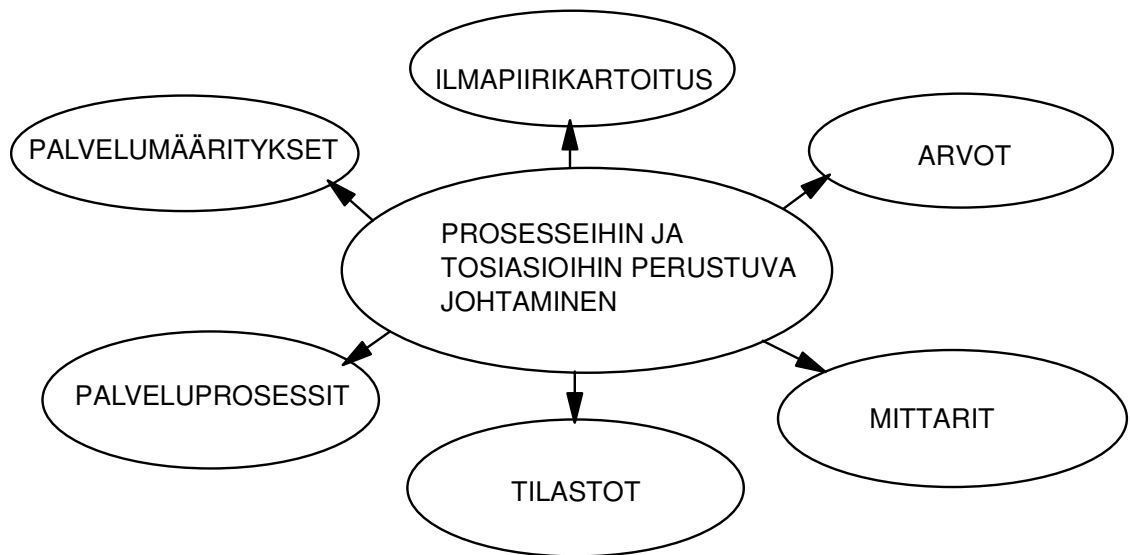 ILMAPIIRIKARTOITUS
PALVELUMÄÄRITYKSET
ARVOT
PROSESSEIHIN JA
TOSIASIOIHIN PERUSTUVA
JOHTAMINEN
PALVELUPROSESSIT
MITTARIT
TILASTOT